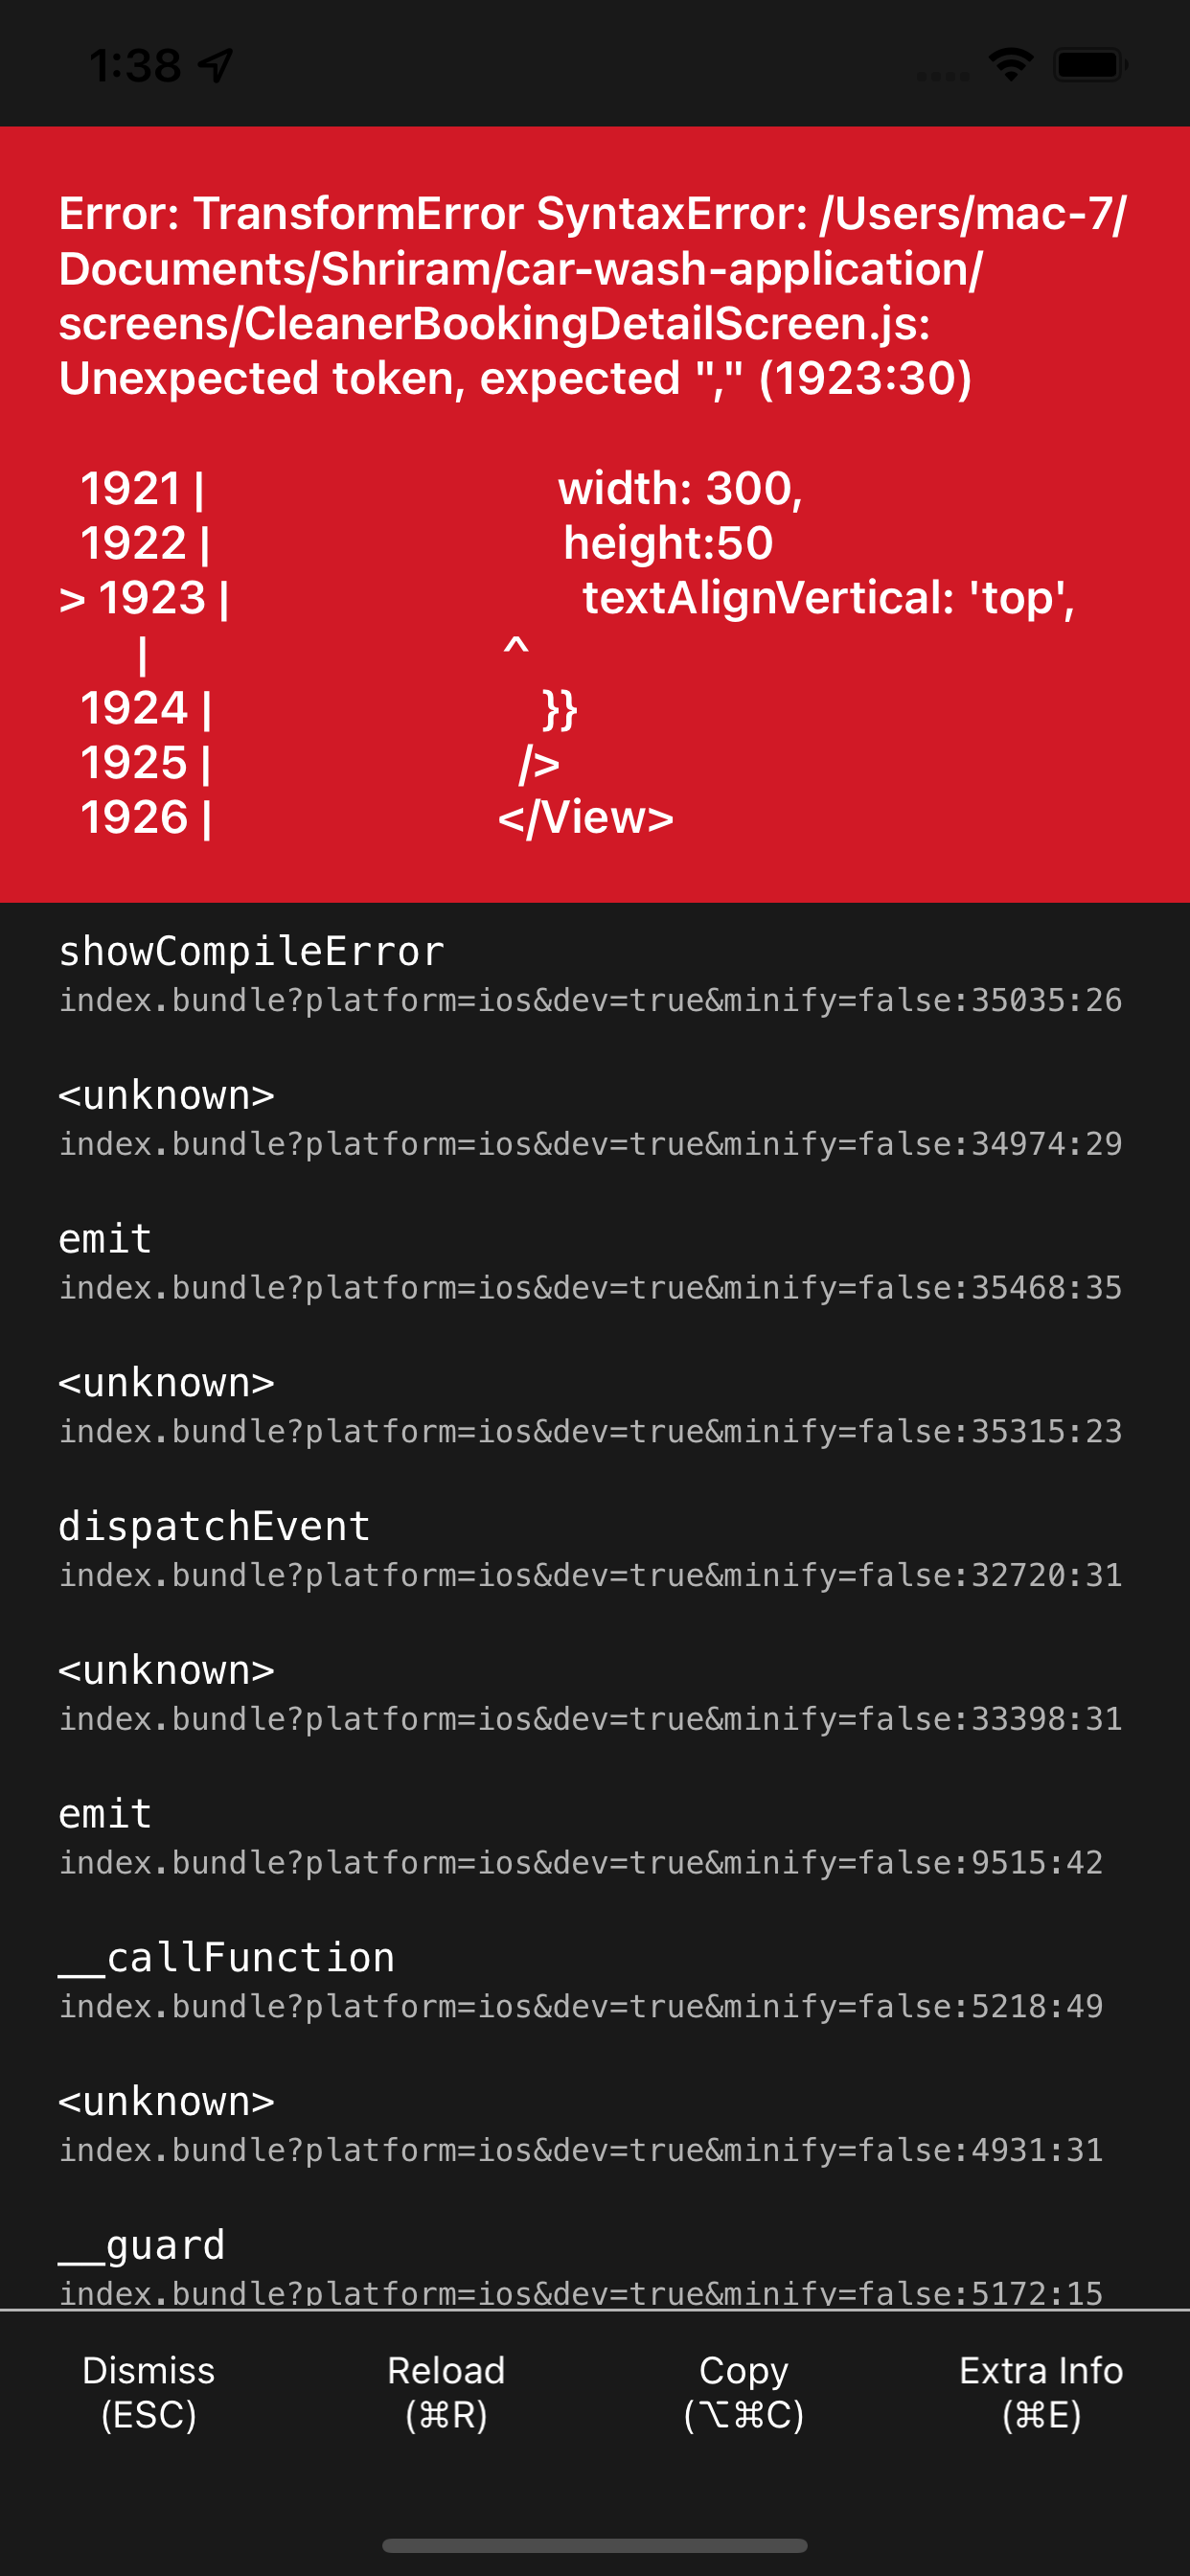 1:38
Error: TransformError SyntaxError: /Users/mac-7/
Documents/Shriram/car-wash-application/
screens/CleanerBookingDetailScreen.js:
Unexpected token, expected "," (1923:30)
1921 | width: 300,
1922 | height:50
> 1923 | textAlignVertical: 'top',
| ^
1924 | }}
1925 | />
1926 | </View>
showCompileError
index.bundle?platform=ios&dev=true&minify=false:35035:26
<unknown>
index.bundle?platform=ios&dev=true&minify=false:34974:29
emit
index.bundle?platform=ios&dev=true&minify=false:35468:35
<unknown>
index.bundle?platform=ios&dev=true&minify=false:35315:23
dispatchEvent
index.bundle?platform=ios&dev=true&minify=false:32720:31
<unknown>
index.bundle?platform=ios&dev=true&minify=false:33398:31
emit
index.bundle?platform=ios&dev=true&minify=false:9515:42
__callFunction
index.bundle?platform=ios&dev=true&minify=false:5218:49
<unknown>
index.bundle?platform=ios&dev=true&minify=false:4931:31
__guard
index.bundle?platform=ios&dev=true&minify=false:5172:15
Dismiss Reload Copy Extra Info
(ESC) (⌘R) (⌥⌘C) (⌘E)